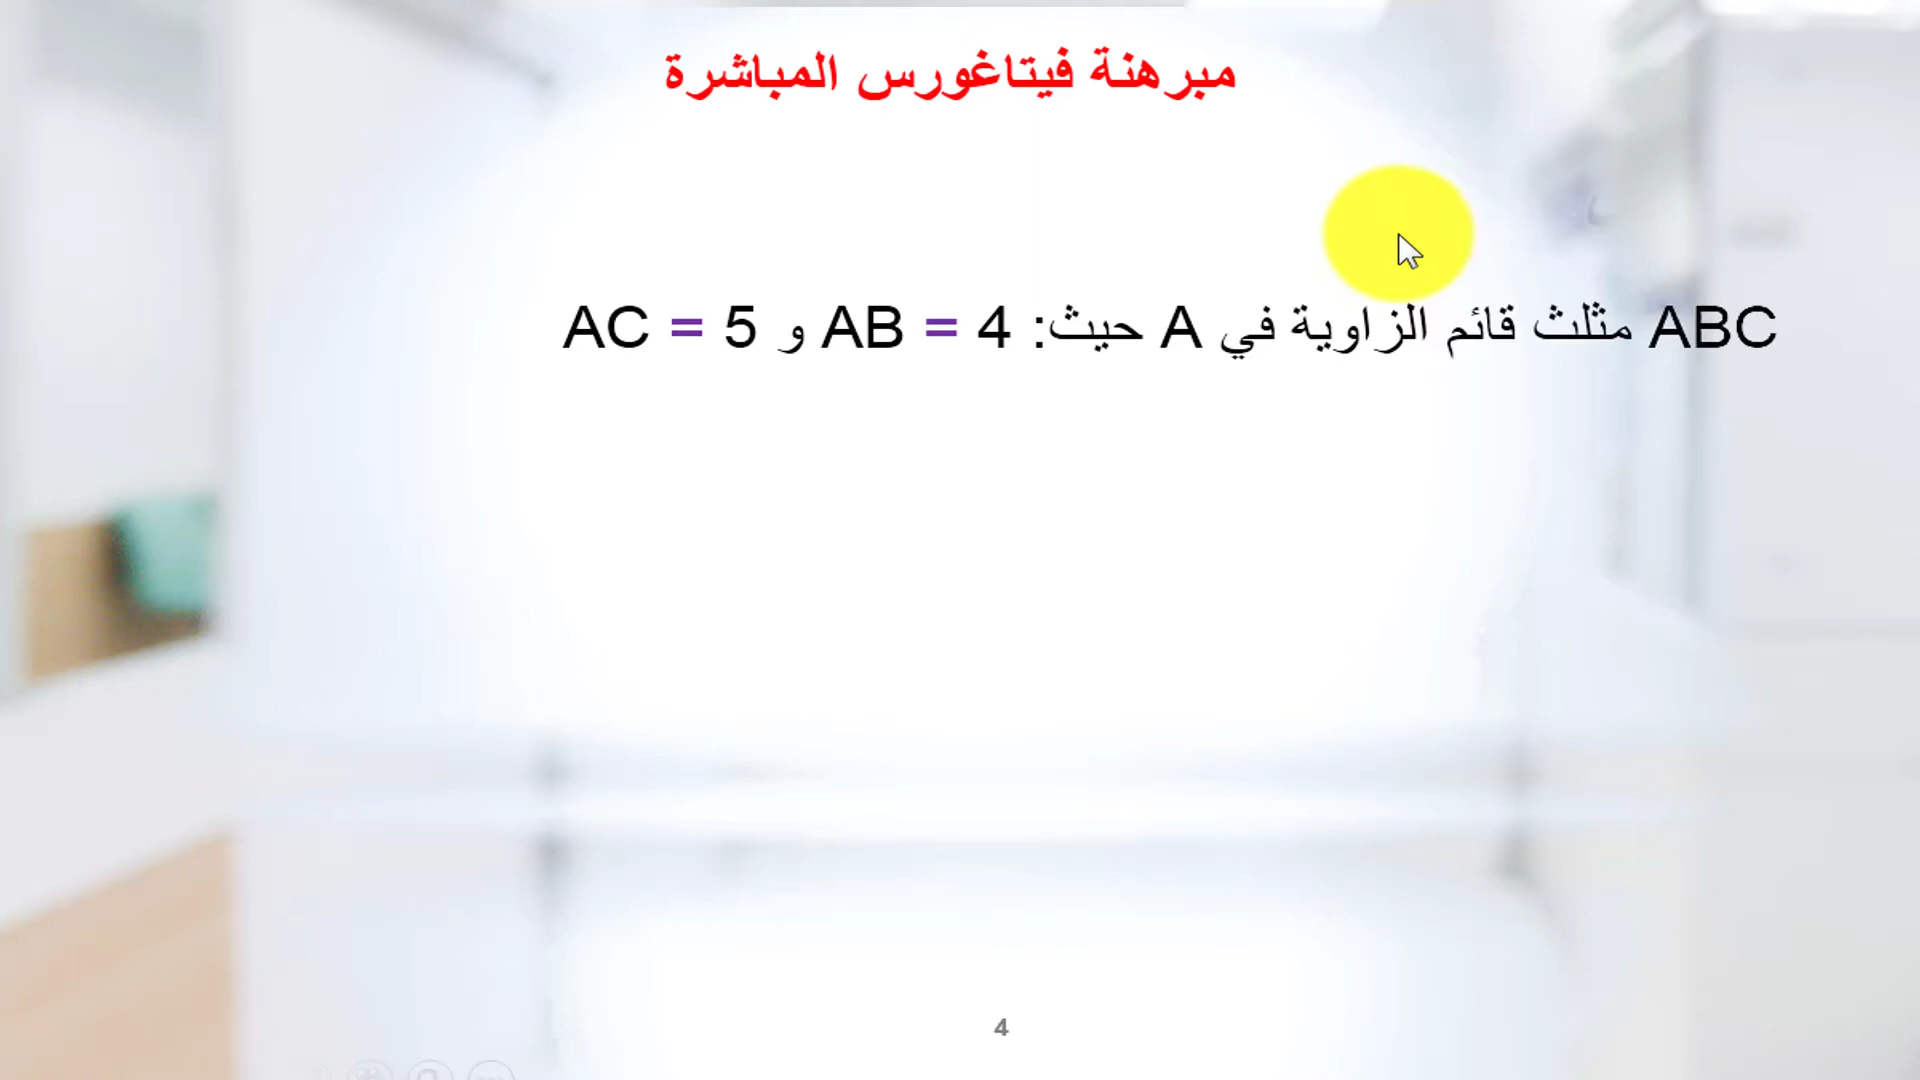 مبرهنة فيتاغورس المباشرة
ABC مثلث قائم الزاوية في A حيث: AB = 4 و AC = 5
4